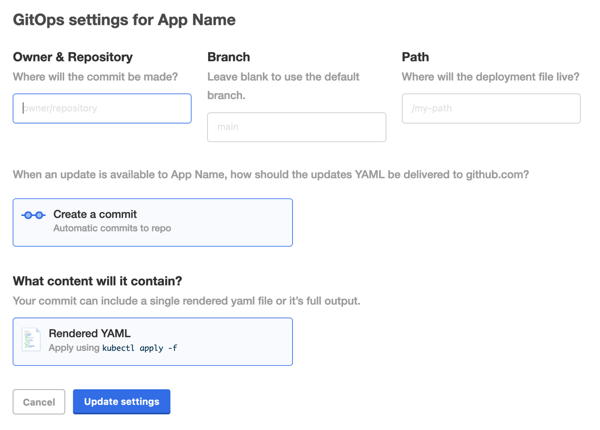 GitOps settings for App Name
Owner & Repository
Where will the commit be made?
owner/repository
Branch
Leave blank to use the default
branch.
main
Path
Where will the deployment file live?
/my-path
When an update is available to App Name, how should the updates YAML be delivered to github.com?
Create a commit
Automatic commits to repo
What content will it contain?
Your commit can include a single rendered yaml file or it's full output.
Rendered YAML
Apply using kubectl apply -f
Cancel
Update settings